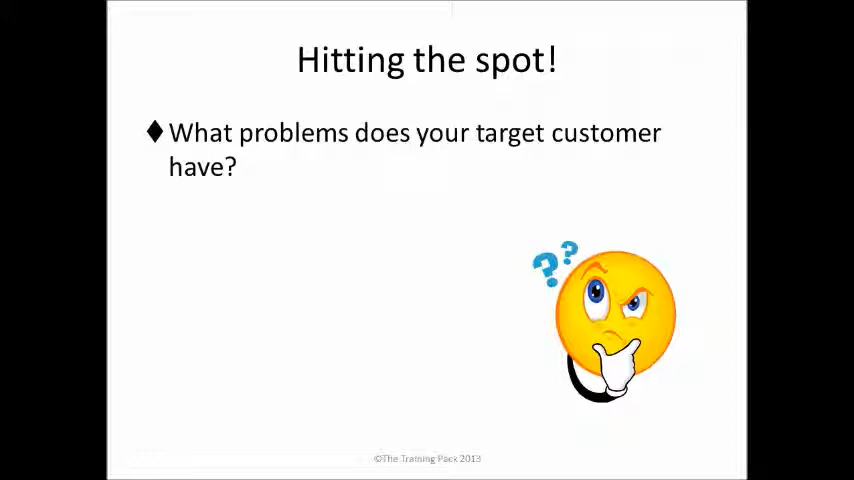 Hitting the spot!
♦What problems does your target customer
have?
??
©The Training Pack 2013